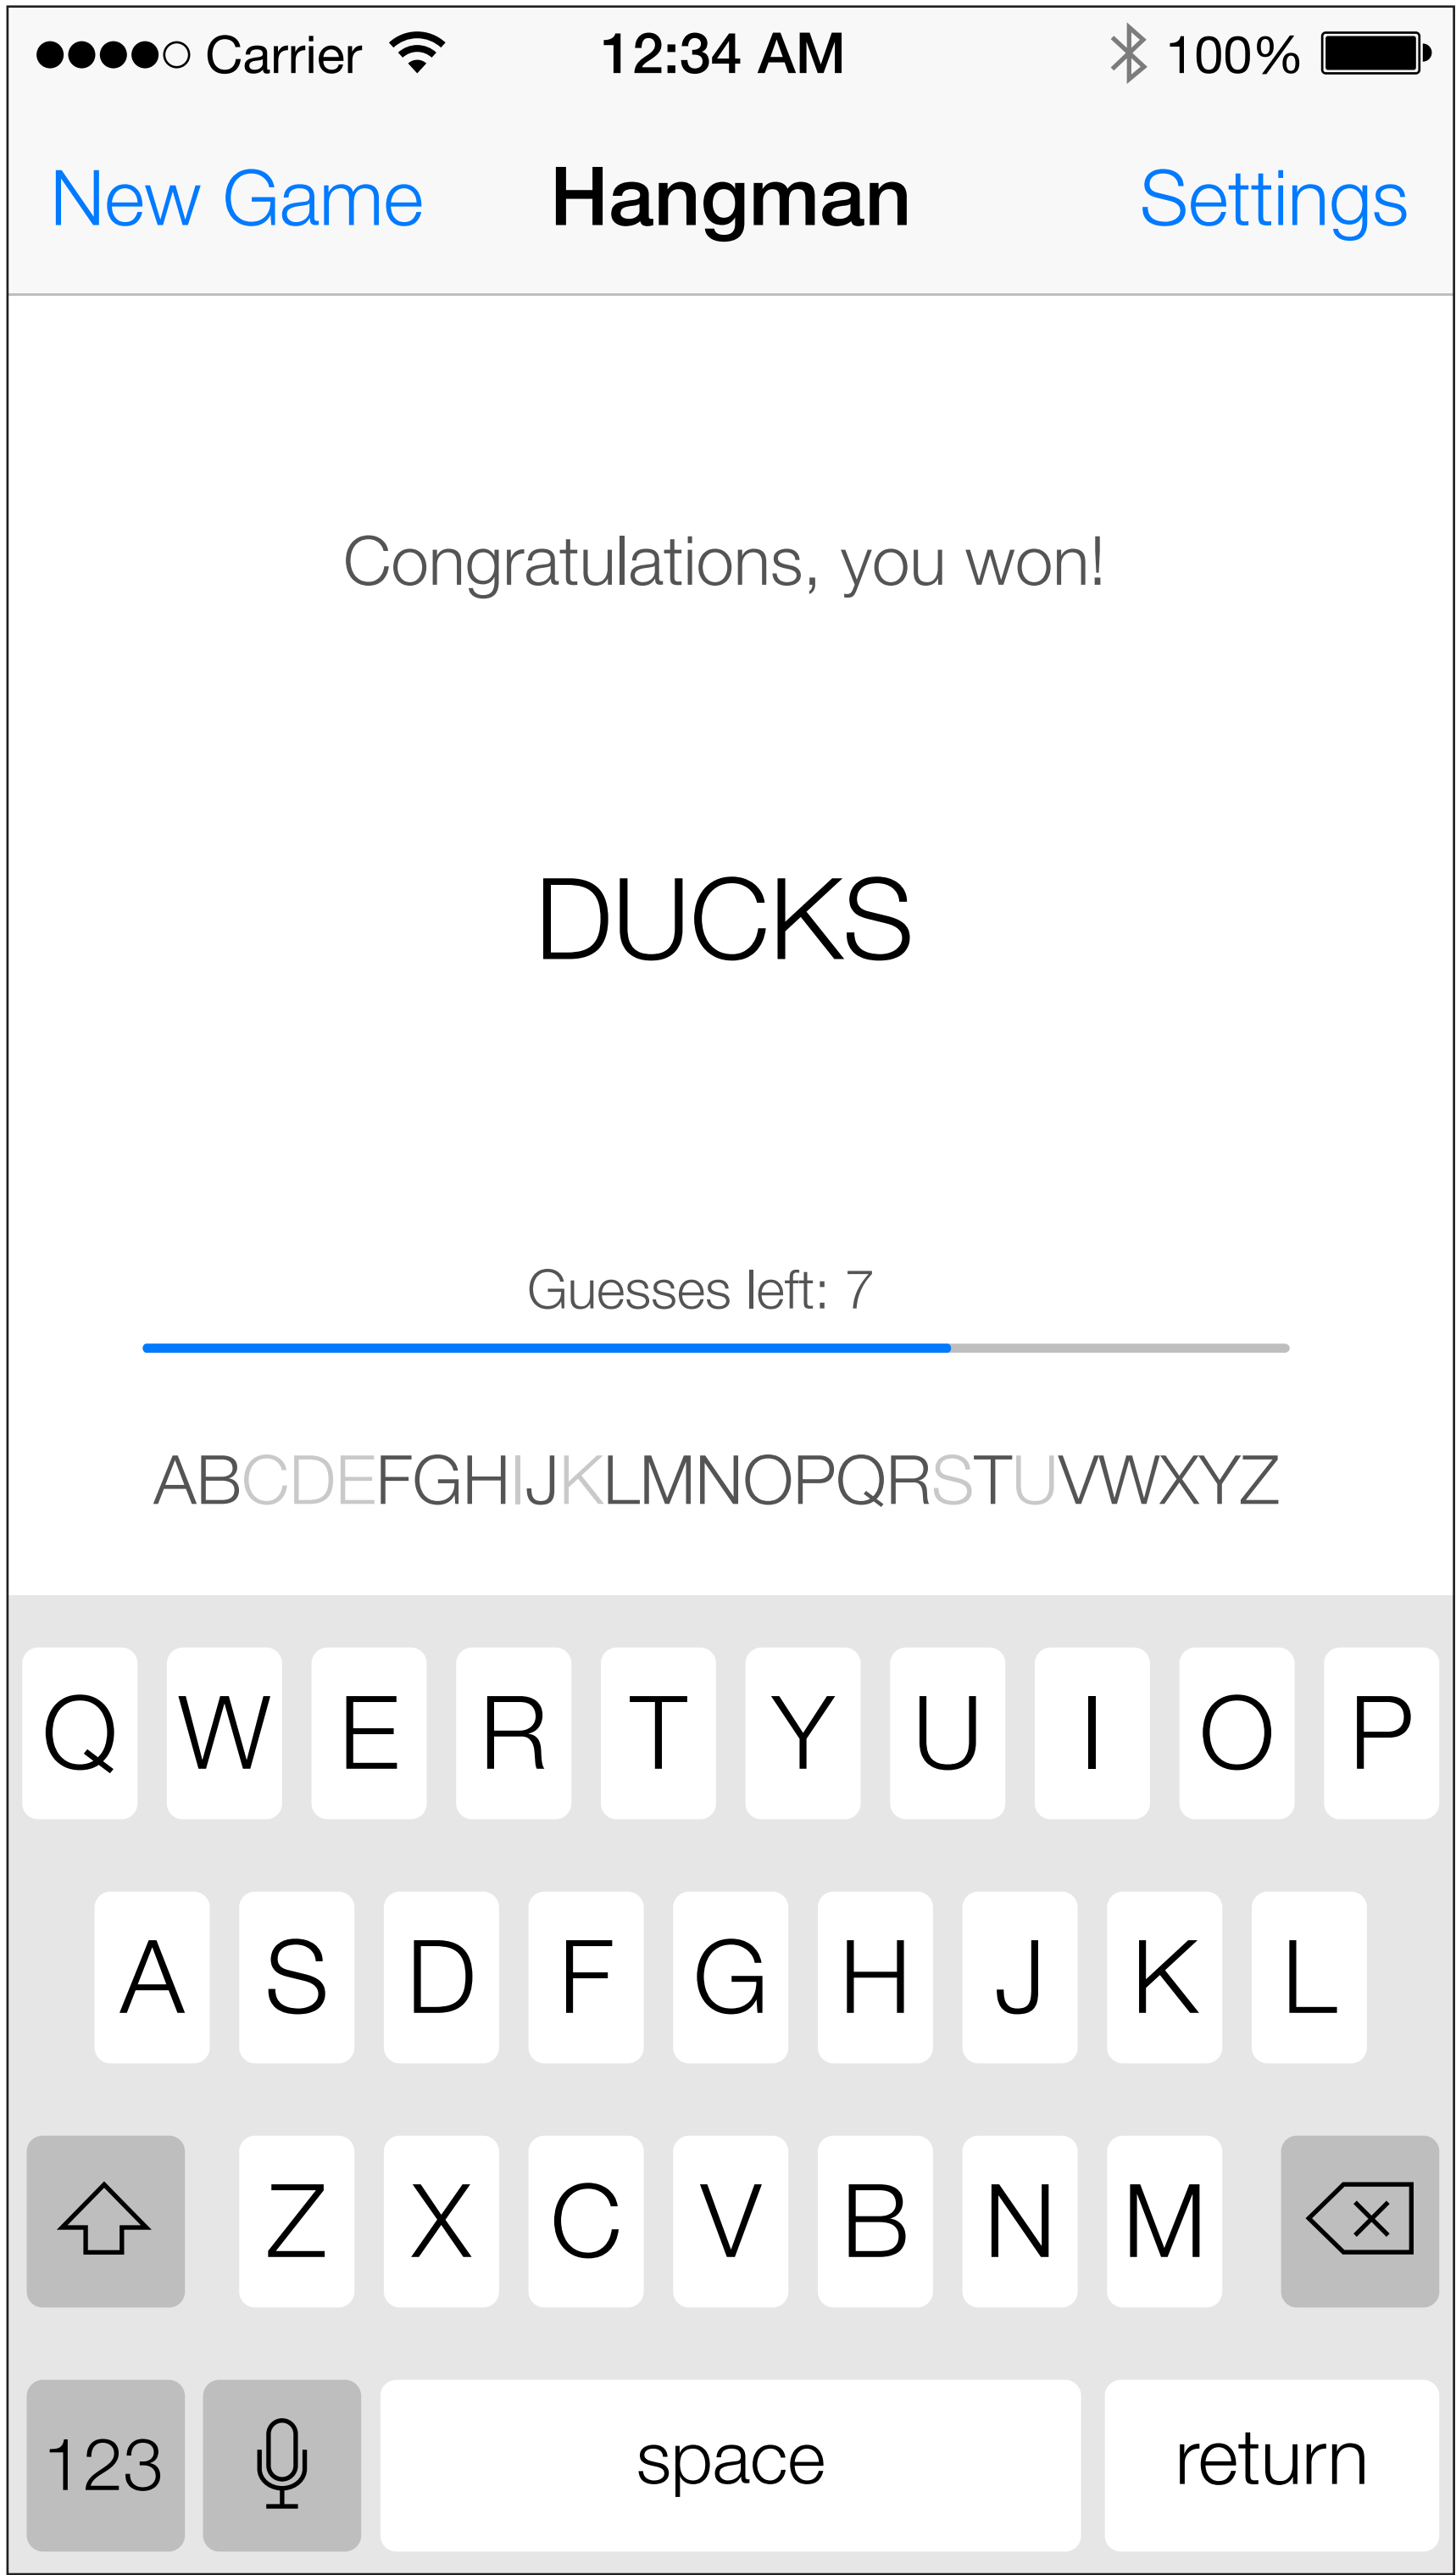 Carrier 12:34 AM 100%
New Game Hangman Settings
Congratulations, you won!
DUCKS
Guesses left: 7
ABCDEFGHIJKLMNOPQRSTUVWXYZ
Q W E R T Y U I O P
A S D F G H J K L
Z X C V B N M
123 space return